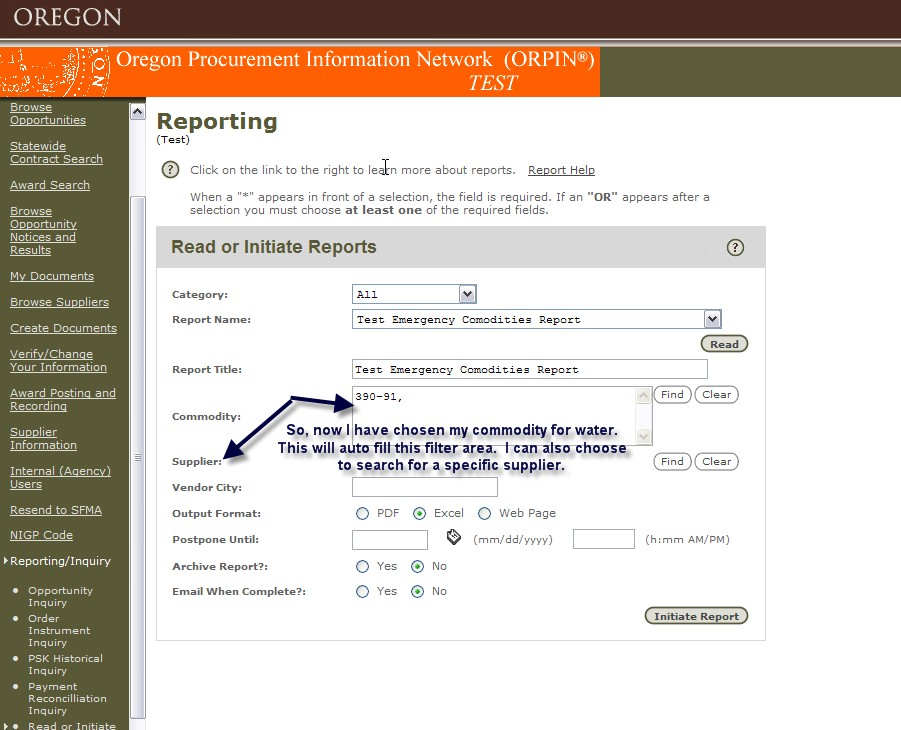 OREGON
Oregon Procurement Information Network (ORPIN®)
TEST
Browse
Opportunities
Statewide
Contract Search
Award Search
Browse
Opportunity
Notices and
Results
My Documents
Browse Suppliers
Create Documents
Verify/Change
Your Information
Award Posting and
Recording
Supplier
Information
Internal (Agency)
Users
Resend to SFMA
NIGP Code
Reporting/Inquiry
Opportunity
Inquiry
Order
Instrument
Inquiry
PSK Historical
Inquiry
Payment
Reconcilliation
Inquiry
Read or Initiate
Reporting
(Test)
? Click on the link to the right to learn more about reports. Report Help
When a "*" appears in front of a selection, the field is required. If an "OR" appears after a
selection you must choose at least one of the required fields.
Read or Initiate Reports ?
Category: All
Report Name: Test Emergency Comodities Report
Read
Report Title: Test Emergency Comodities Report
390-91, Find Clear
Commodity:
So, now I have chosen my commodity for water.
This will auto fill this filter area. I can also choose
to search for a specific supplier.
Supplier: Find Clear
Vendor City:
Output Format: PDF Excel Web Page
Postpone Until: (mm/dd/yyyy) (h:mm AM/PM)
Archive Report?: Yes No
Email When Complete?: Yes No
Initiate Report